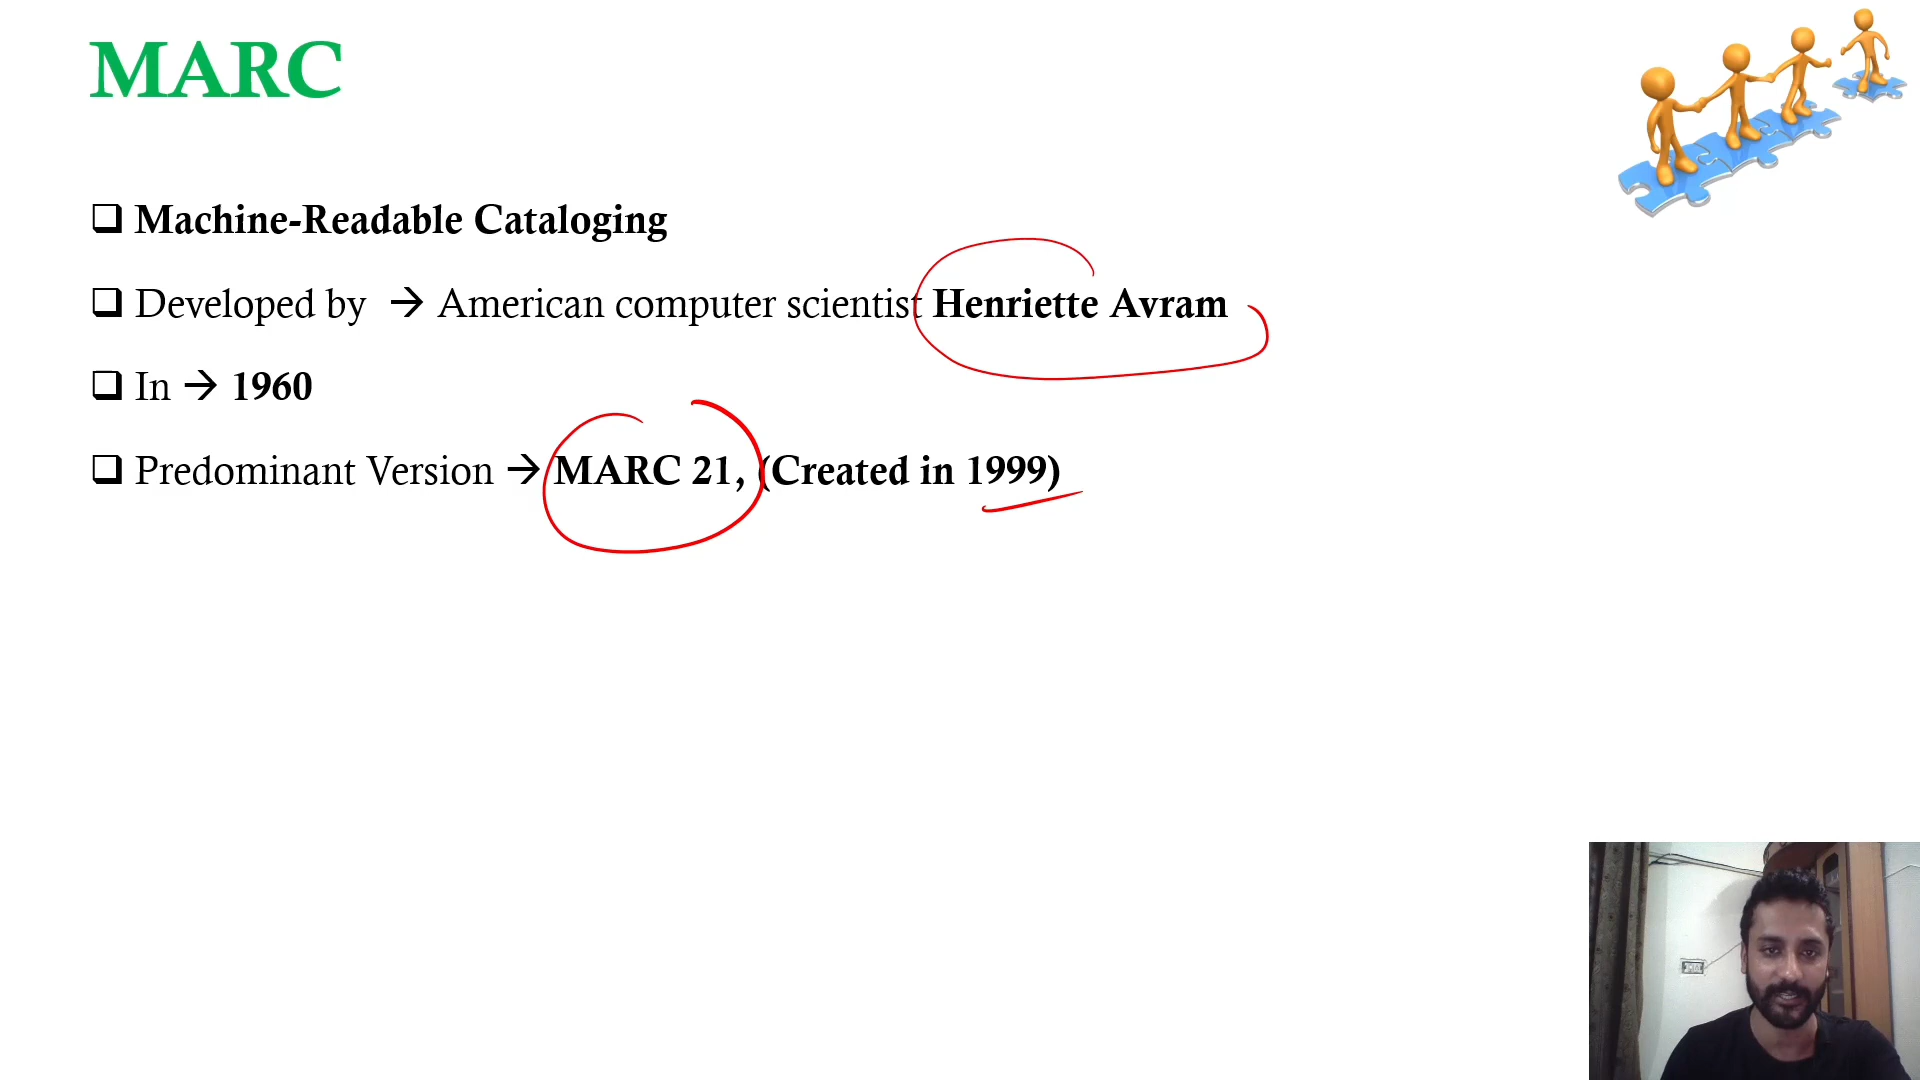 MARC
Machine-Readable Cataloging
Developed by → American computer scientist Henriette Avram
In → 1960
Predominant Version → MARC 21, (Created in 1999)